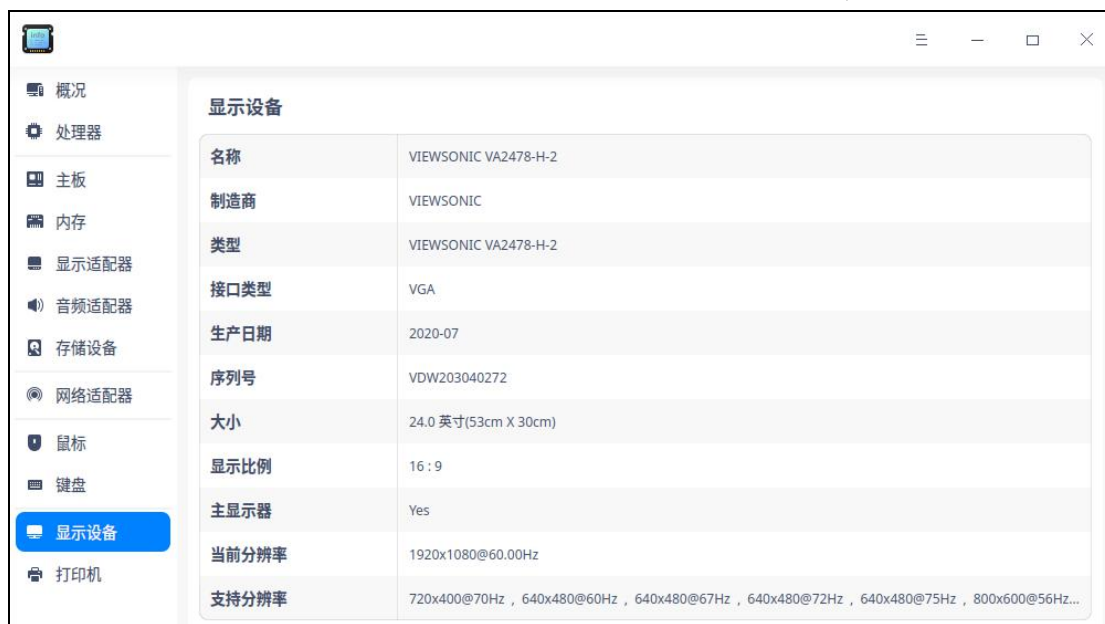 概况
处理器
主板
内存
显示适配器
音频适配器
存储设备
网络适配器
鼠标
键盘
显示设备
打印机
显示设备
名称 VIEWSONIC VA2478-H-2
制造商 VIEWSONIC
类型 VIEWSONIC VA2478-H-2
接口类型 VGA
生产日期 2020-07
序列号 VDW203040272
大小 24.0 英寸(53cm X 30cm)
显示比例 16 : 9
主显示器 Yes
当前分辨率 1920x1080@60.00Hz
支持分辨率 720x400@70Hz , 640x480@60Hz , 640x480@67Hz , 640x480@72Hz , 640x480@75Hz , 800x600@56Hz...